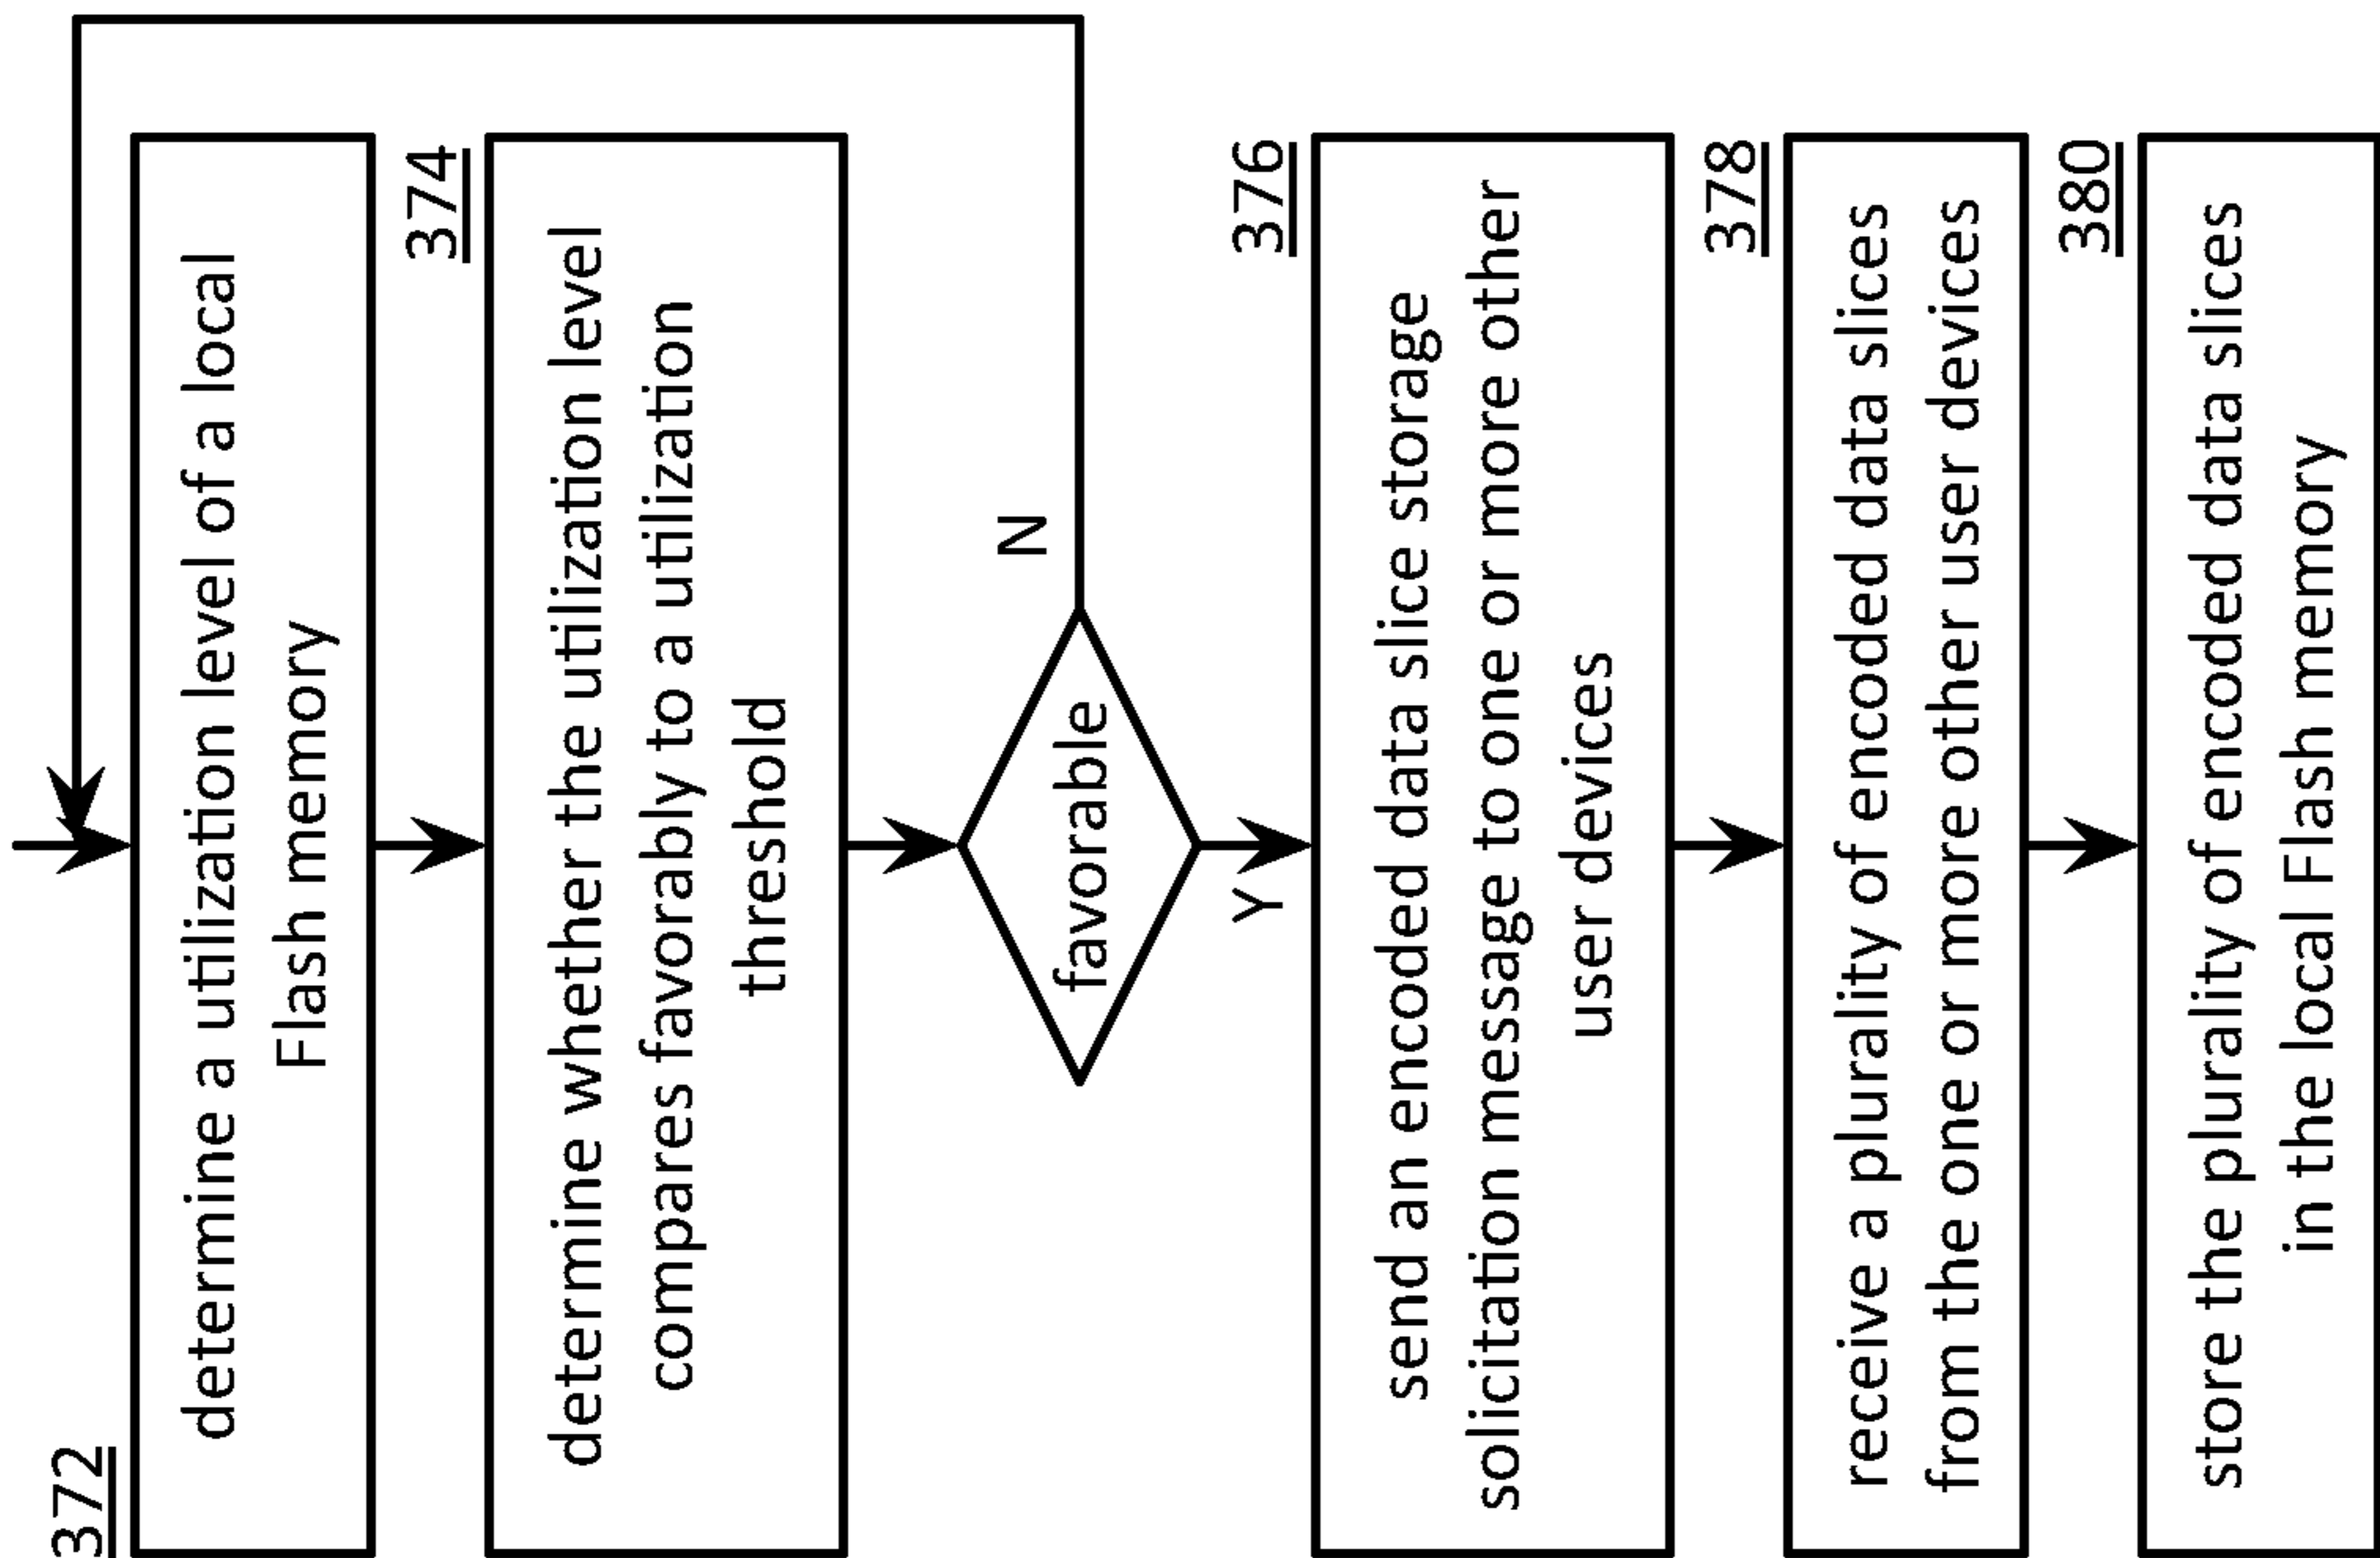 372
determine a utilization level of a local
Flash memory
374
determine whether the utilization level
compares favorably to a utilization
threshold
favorable
N
Y
376
send an encoded data slice storage
solicitation message to one or more other
user devices
378
receive a plurality of encoded data slices
from the one or more other user devices
380
store the plurality of encoded data slices
in the local Flash memory